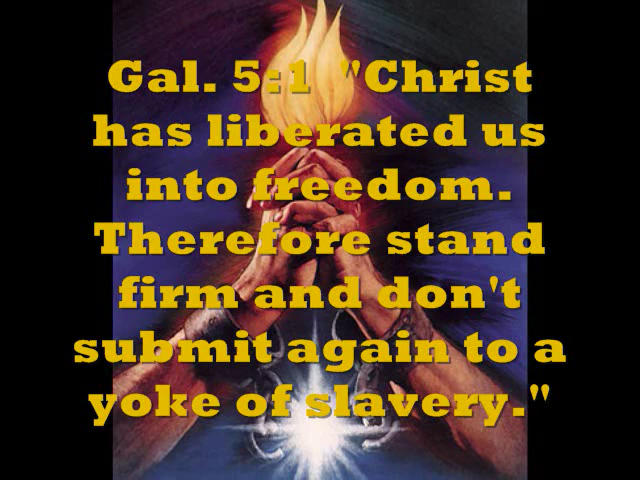 Gal. 5:1 "Christ
has liberated us
into freedom.
Therefore stand
firm and don't
submit again to a
yoke of slavery."